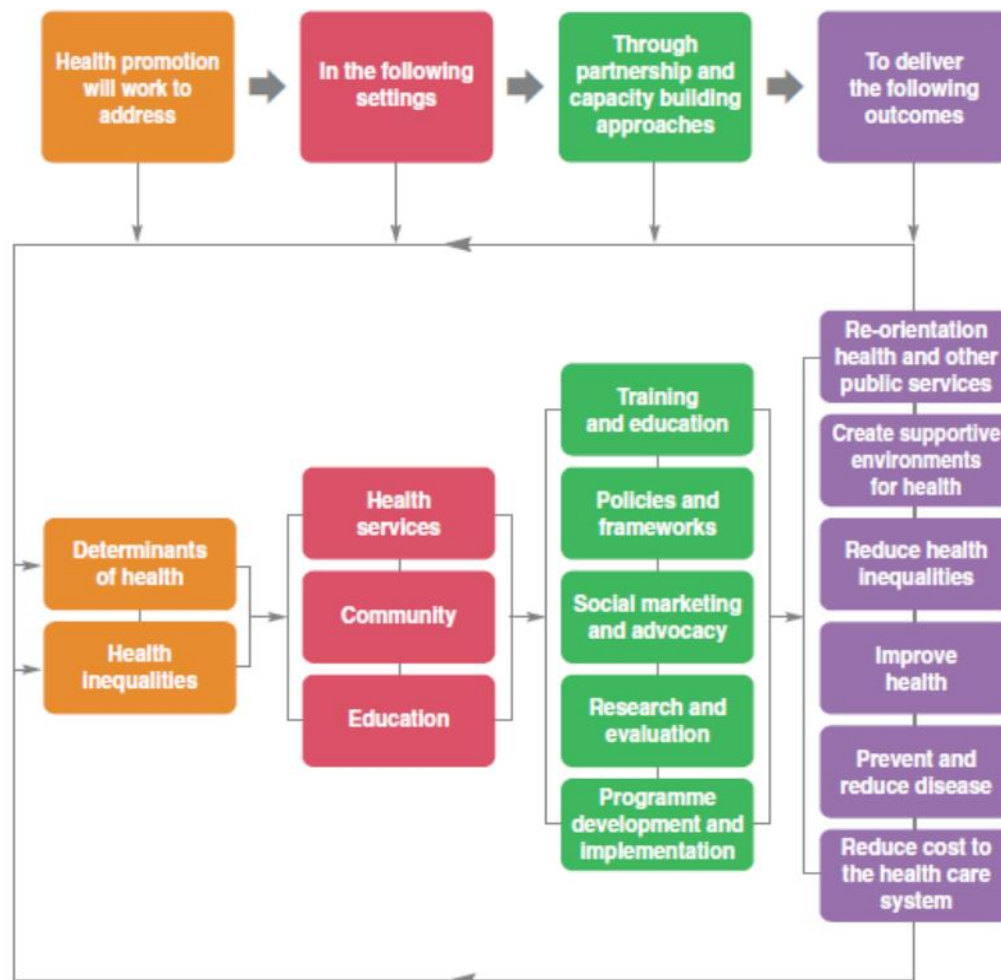 Health promotion
will work to
address
In the following
settings
Through
partnership and
capacity building
approaches
To deliver
the following
outcomes
Determinants
of health
Health
inequalities
Health
services
Community
Education
Training
and education
Policies and
frameworks
Social marketing
and advocacy
Research and
evaluation
Programme
development and
implementation
Re-orientation
health and other
public services
Create supportive
environments
for health
Reduce health
inequalities
Improve
health
Prevent and
reduce disease
Reduce cost to
the health care
system